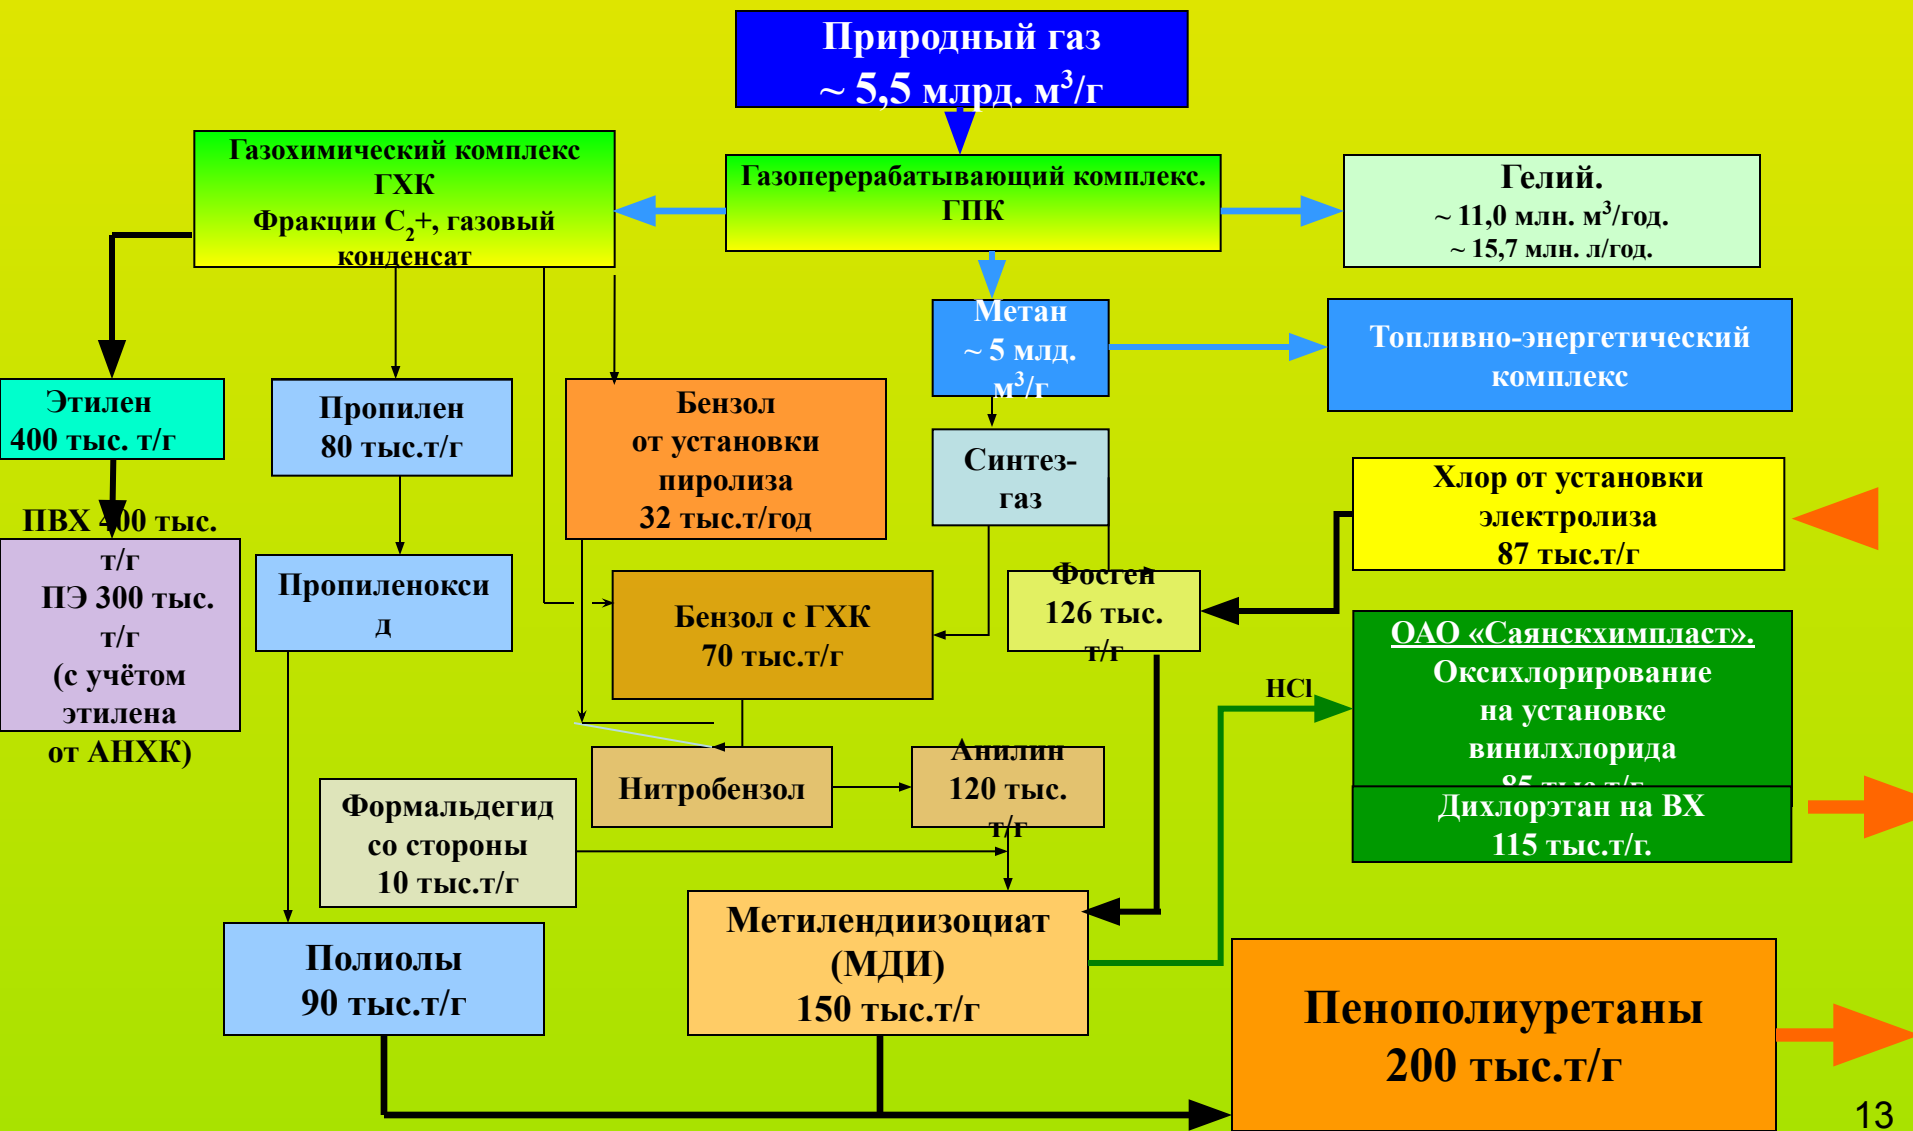 Природный газ
~ 5,5 млрд. м³/г
Газохимический комплекс
ГХК
Фракции С₂+, газовый
конденсат
Газоперерабатывающий комплекс.
ГПК
Гелий.
~ 11,0 млн. м³/год.
~ 15,7 млн. л/год.
Метан
~ 5 млд.
м³/г
Топливно-энергетический
комплекс
Этилен
400 тыс. т/г
Пропилен
80 тыс.т/г
Бензол
от установки
пиролиза
32 тыс.т/год
Синтез-
газ
Хлор от установки
электролиза
87 тыс.т/г
ПВХ 400 тыс.
т/г
ПЭ 300 тыс.
т/г
(с учётом
этилена
от АНХК)
Пропиленокси
д
Бензол с ГХК
70 тыс.т/г
Фосген
126 тыс.
т/г
HCl
ОАО «Саянскхимпласт».
Оксихлорирование
на установке
винилхлорида
85 тыс.т/г
Дихлорэтан на ВХ
115 тыс.т/г.
Нитробензол
Анилин
120 тыс.
т/г
Формальдегид
со стороны
10 тыс.т/г
Полиолы
90 тыс.т/г
Метилендиизоциат
(МДИ)
150 тыс.т/г
Пенополиуретаны
200 тыс.т/г
13